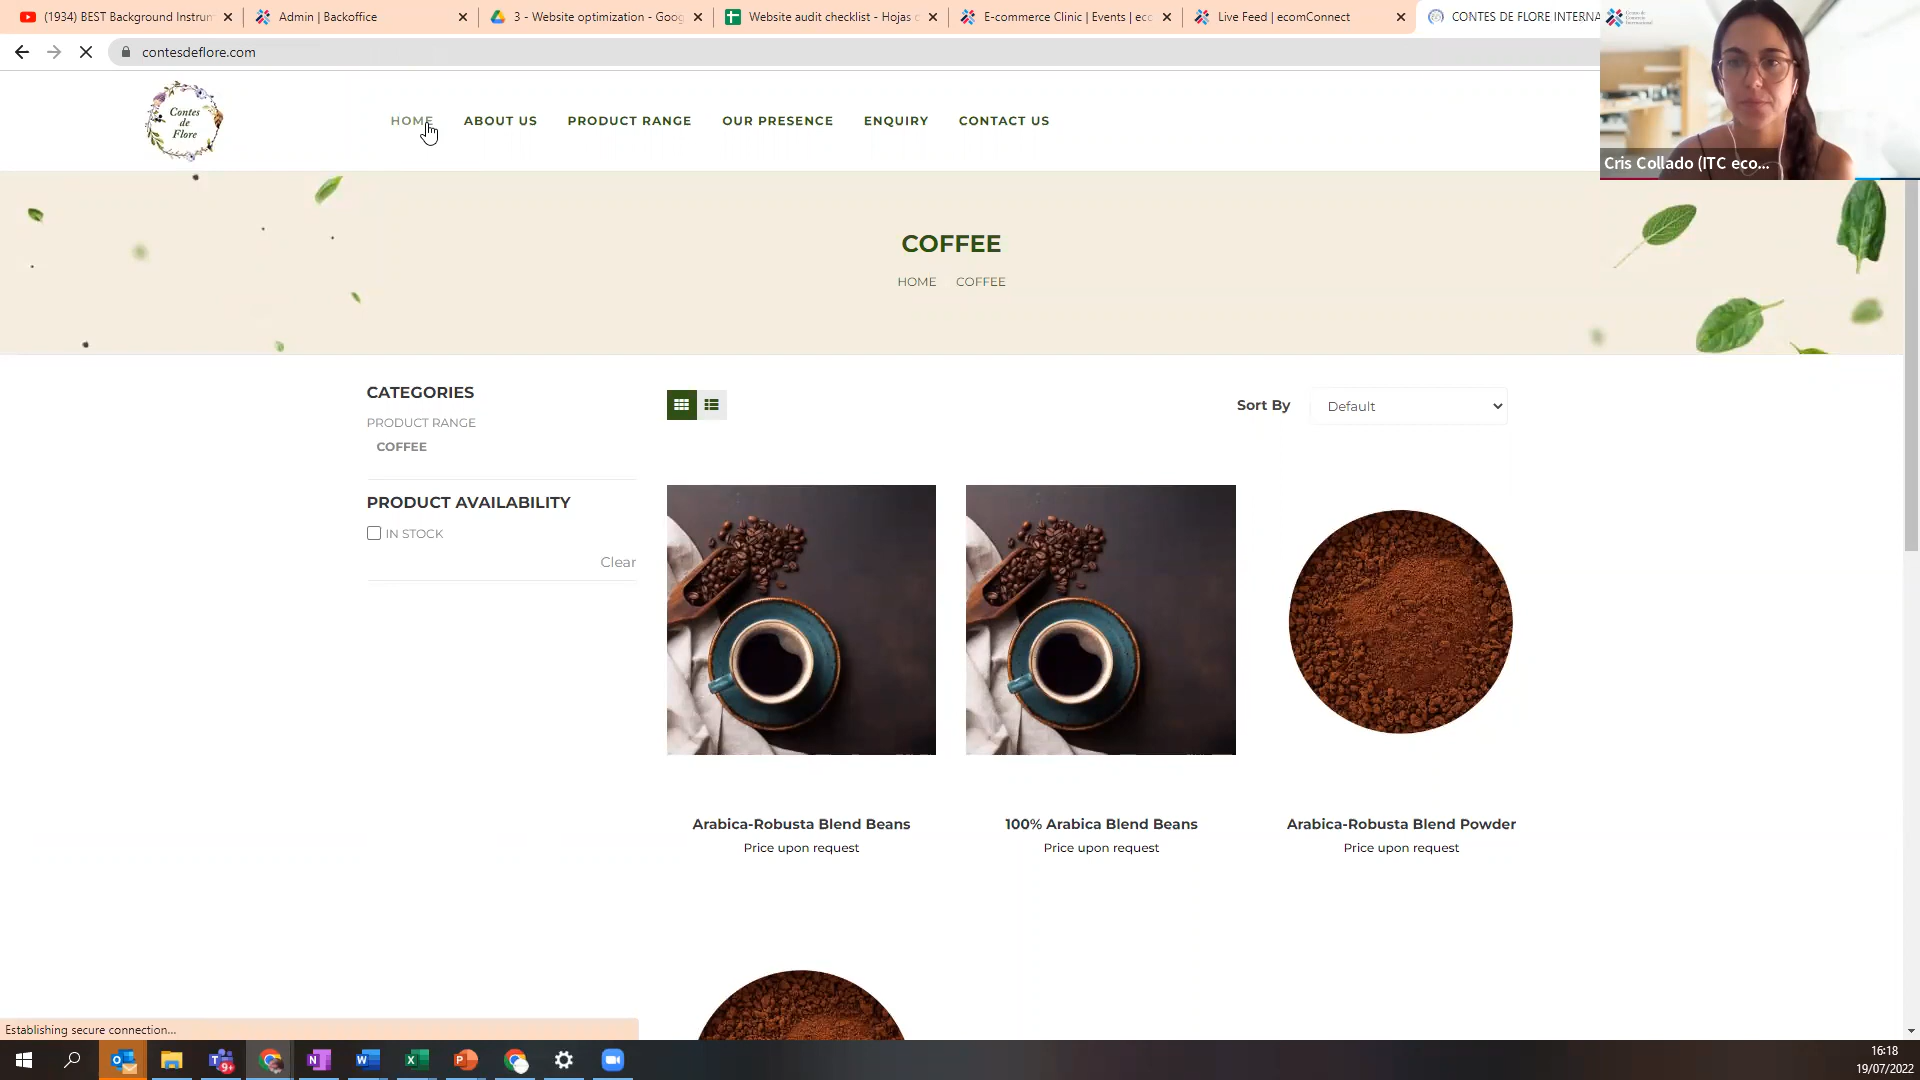 (1934) BEST Background Instrum
Admin | Backoffice
3 - Website optimization - Goog
Website audit checklist - Hojas
E-commerce Clinic | Events | eco
Live Feed | ecomConnect
CONTES DE FLORE INTERNA
contesdeflore.com
Contes
de
Flore
HOME
ABOUT US
PRODUCT RANGE
OUR PRESENCE
ENQUIRY
CONTACT US
Cris Collado (ITC eco...
COFFEE
HOME
COFFEE
CATEGORIES
PRODUCT RANGE
COFFEE
Sort By
Default
PRODUCT AVAILABILITY
IN STOCK
Clear
Arabica-Robusta Blend Beans
Price upon request
100% Arabica Blend Beans
Price upon request
Arabica-Robusta Blend Powder
Price upon request
Establishing secure connection...
9+
16:18
19/07/2022